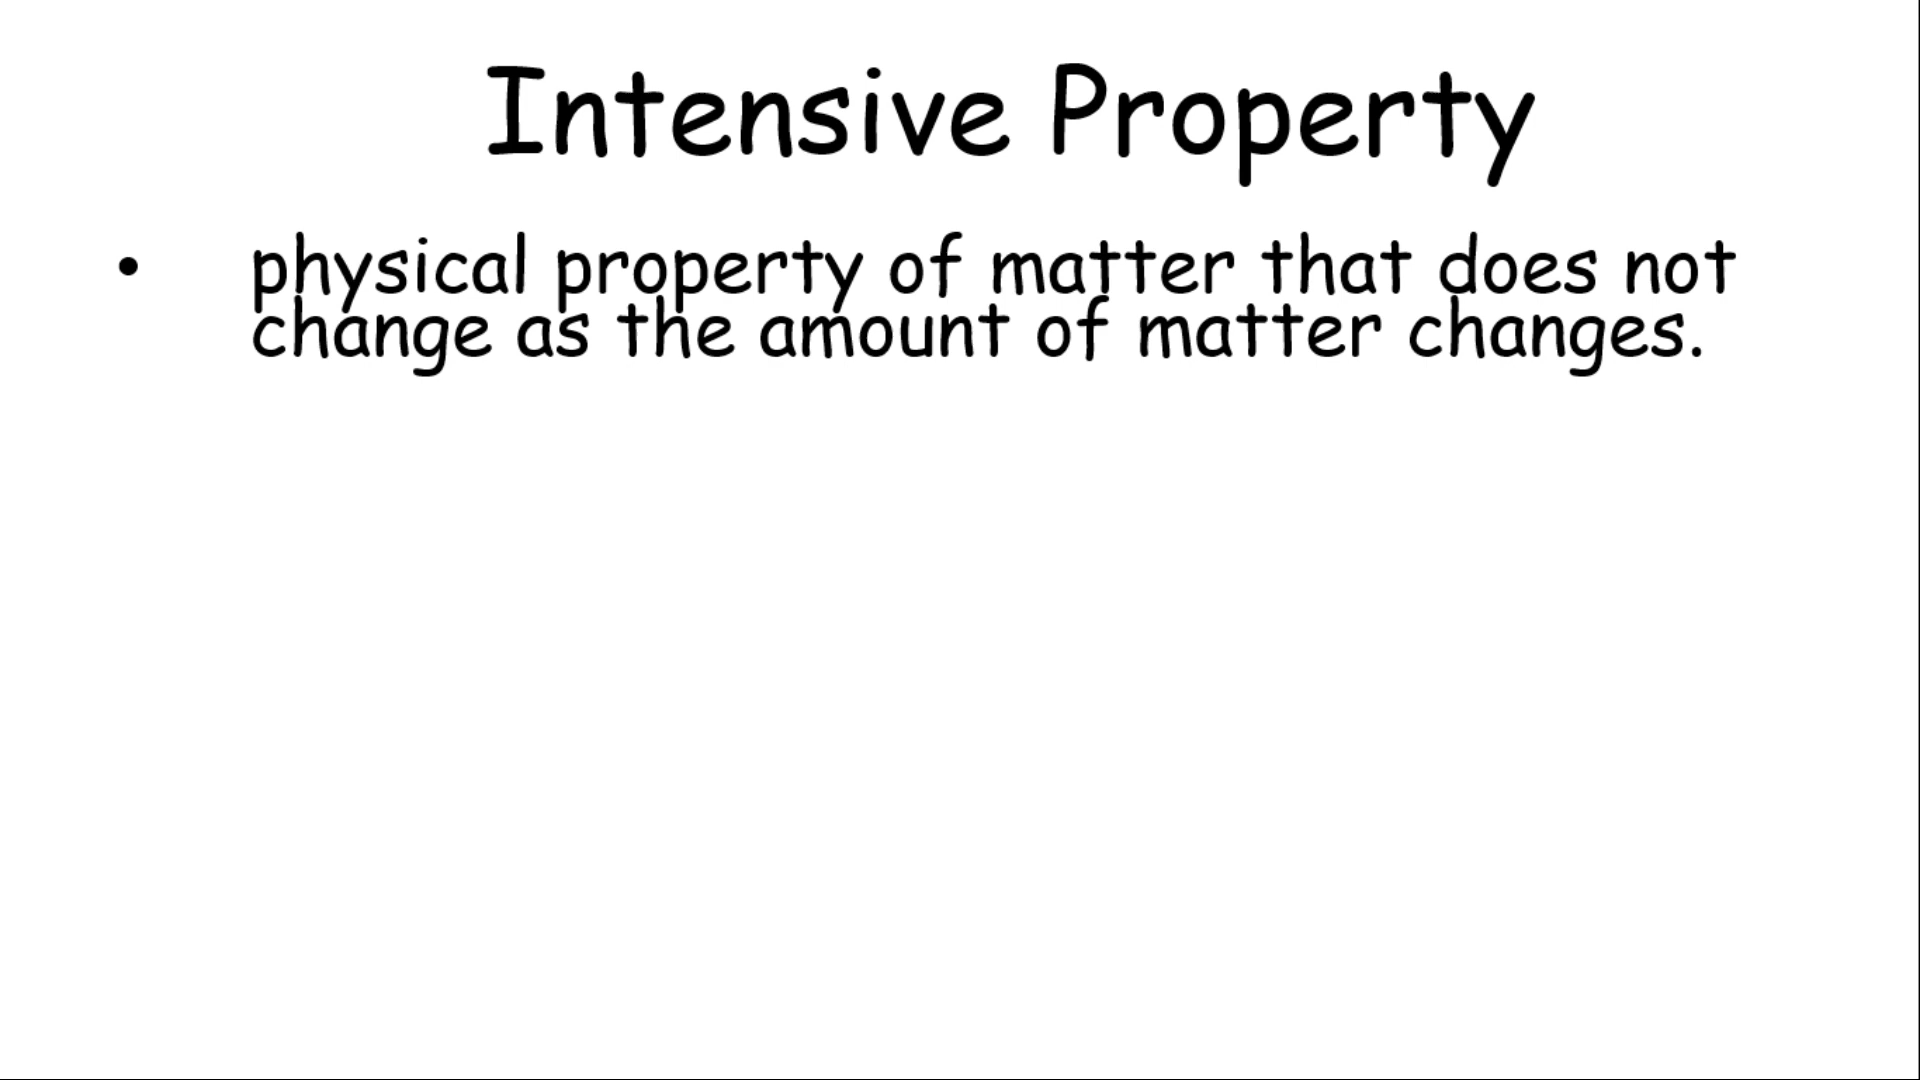 Intensive Property
• physical property of matter that does not
change as the amount of matter changes.